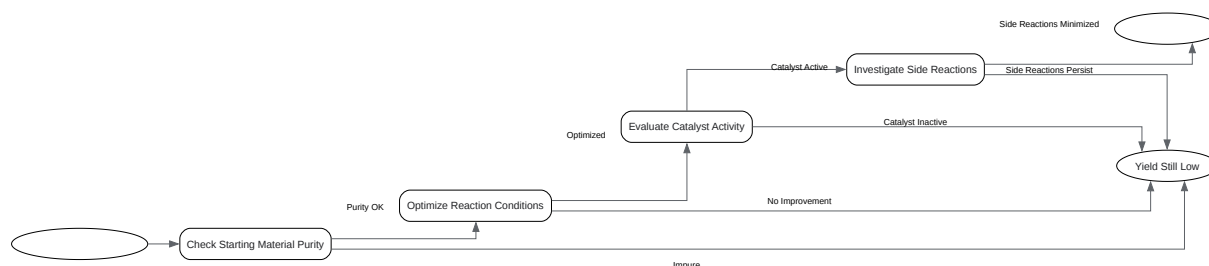 Side Reactions Minimized
Catalyst Active
Investigate Side Reactions
Side Reactions Persist
Optimized
Evaluate Catalyst Activity
Catalyst Inactive
Yield Still Low
Purity OK
Optimize Reaction Conditions
No Improvement
Check Starting Material Purity
Impure